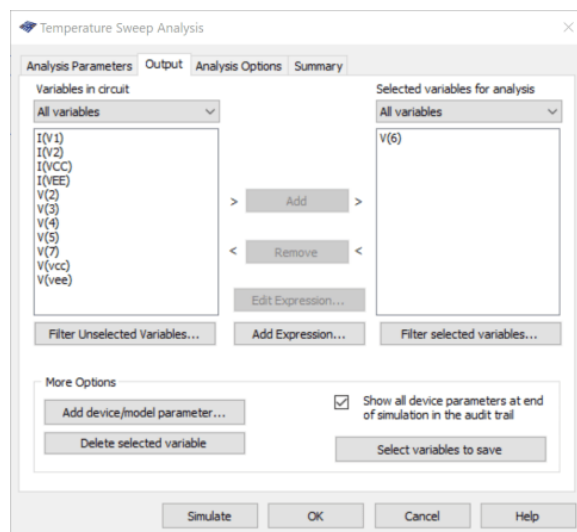 Temperature Sweep Analysis
Analysis Parameters Output Analysis Options Summary
Variables in circuit
All variables
I(V1)
I(V2)
I(VCC)
I(VEE)
V(2)
V(3)
V(4)
V(5)
V(7)
V(vcc)
V(vee)
Filter Unselected Variables...
> Add >
< Remove <
Edit Expression...
Add Expression...
Selected variables for analysis
All variables
V(6)
Filter selected variables...
More Options
Add device/model parameter...
Delete selected variable
Show all device parameters at end
of simulation in the audit trail
Select variables to save
Simulate OK Cancel Help